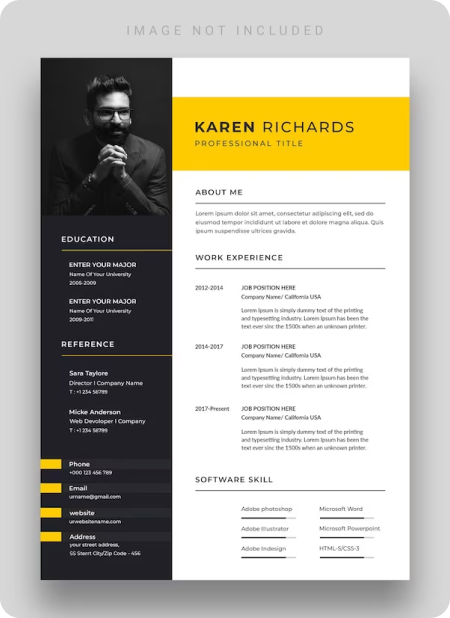 IMAGE NOT INCLUDED
KAREN RICHARDS
PROFESSIONAL TITLE
EDUCATION
ENTER YOUR MAJOR
Name Of Your University
2005-2009
ENTER YOUR MAJOR
Name Of Your University
2009-2011
REFERENCE
Sara Taylore
Director I Company Name
T : +1 234 56789
Micke Anderson
Web Devoloper I Company
T : +1 234 56789
Phone
+000 123 456 789
Email
urname@gmail.com
website
urwebsitename.com
Address
your street address,
55 Stert City/Zip Code - 456
ABOUT ME
Lorem ipsum dolor sit amet, consectetur adipiscing elit, sed do
eiusmod tempor incididunt ut labore et dolore magna aliqua. Quis
ipsum suspendisse ultrices gravida.
WORK EXPERIENCE
2012-2014
JOB POSITION HERE
Company Name/ California USA
Lorem Ipsum is simply dummy text of the printing
and typesetting industry. Lorem Ipsum has been the
text ever sinc the 1500s when an unknown printer.
2014-2017
JOB POSITION HERE
Company Name/ California USA
Lorem Ipsum is simply dummy text of the printing
and typesetting industry. Lorem Ipsum has been the
text ever sinc the 1500s when an unknown printer.
2017-Present
JOB POSITION HERE
Company Name/ California USA
Lorem Ipsum is simply dummy text of the printing
and typesetting industry. Lorem Ipsum has been the
text ever sinc the 1500s when an unknown printer.
SOFTWARE SKILL
Adobe photoshop
Microsoft Word
Adobe Illustrator
Microsoft Powerpoint
Adobe Indesign
HTML-5/CSS-3